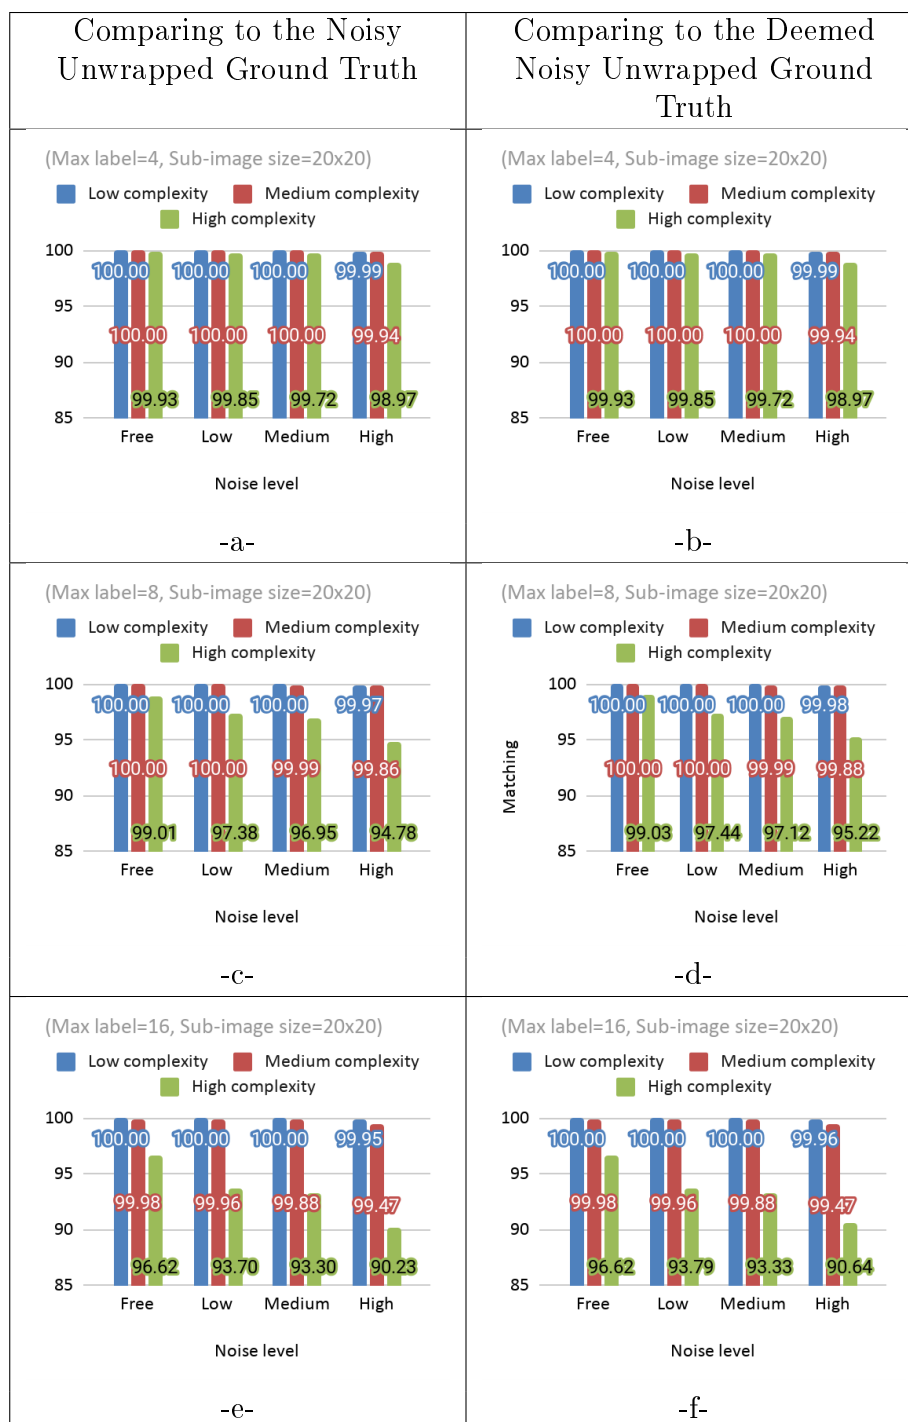 Comparing to the Noisy
Unwrapped Ground Truth
Comparing to the Deemed
Noisy Unwrapped Ground
Truth
(Max label=4, Sub-image size=20x20)
Low complexity Medium complexity
High complexity
100
95
90
85
100.00 100.00 100.00 99.99
100.00 100.00 100.00 99.94
99.93 99.85 99.72 98.97
Free Low Medium High
Noise level
-a-
(Max label=4, Sub-image size=20x20)
Low complexity Medium complexity
High complexity
100
95
90
85
100.00 100.00 100.00 99.99
100.00 100.00 100.00 99.94
99.93 99.85 99.72 98.97
Free Low Medium High
Noise level
-b-
(Max label=8, Sub-image size=20x20)
Low complexity Medium complexity
High complexity
100
95
90
85
100.00 100.00 100.00 99.97
100.00 100.00 99.99 99.86
99.01 97.38 96.95 94.78
Free Low Medium High
Noise level
-c-
(Max label=8, Sub-image size=20x20)
Low complexity Medium complexity
High complexity
Matching
100
95
90
85
100.00 100.00 100.00 99.98
100.00 100.00 99.99 99.88
99.03 97.44 97.12 95.22
Free Low Medium High
Noise level
-d-
(Max label=16, Sub-image size=20x20)
Low complexity Medium complexity
High complexity
100
95
90
85
100.00 100.00 100.00 99.95
99.98 99.96 99.88 99.47
96.62 93.70 93.30 90.23
Free Low Medium High
Noise level
-e-
(Max label=16, Sub-image size=20x20)
Low complexity Medium complexity
High complexity
100
95
90
85
100.00 100.00 100.00 99.96
99.98 99.96 99.88 99.47
96.62 93.79 93.33 90.64
Free Low Medium High
Noise level
-f-